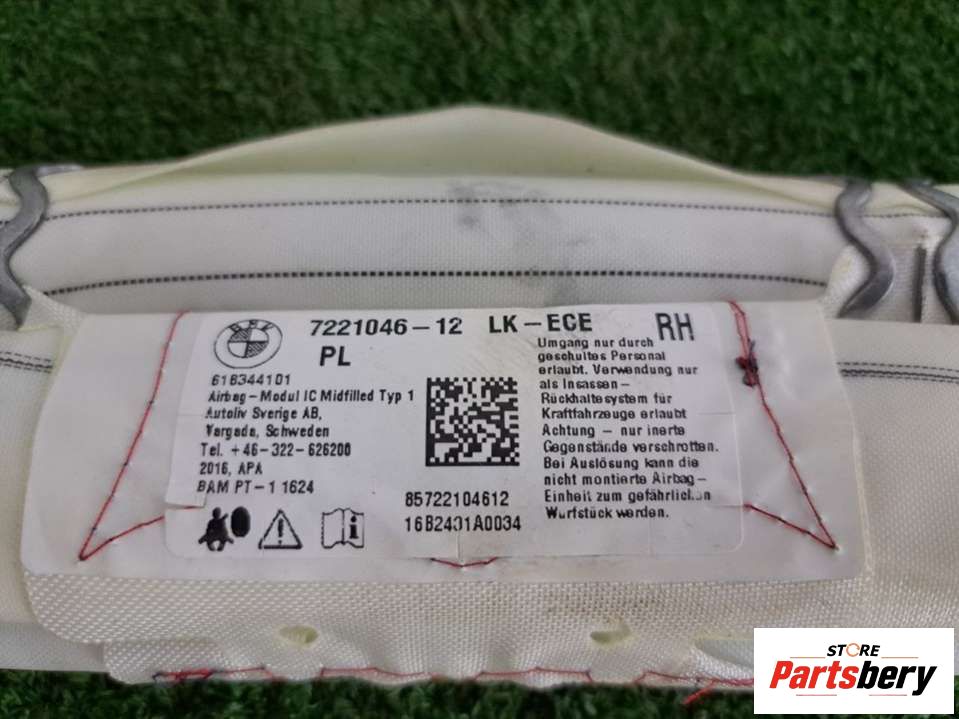 BMW
7221046-12 LK-ECE RH
PL
616344101
Airbag-Modul IC Midfilled Typ 1
Autoliv Sverige AB,
Vargada, Schweden
Tel. +46-322-626200
2016, APA
BAM PT-1 1624
85722104612
16B2431A0034
Umgang nur durch
geschultes Personal
erlaubt. Verwendung nur
als Insassen-
Rückhaltesystem für
Kraftfahrzeuge erlaubt
Achtung - nur inerte
Gegenstände verschrotten.
Bei Auslösung kann die
nicht montierte Airbag-
Einheit zum gefährlichen
Wurfstück werden.
STORE
Partsbery